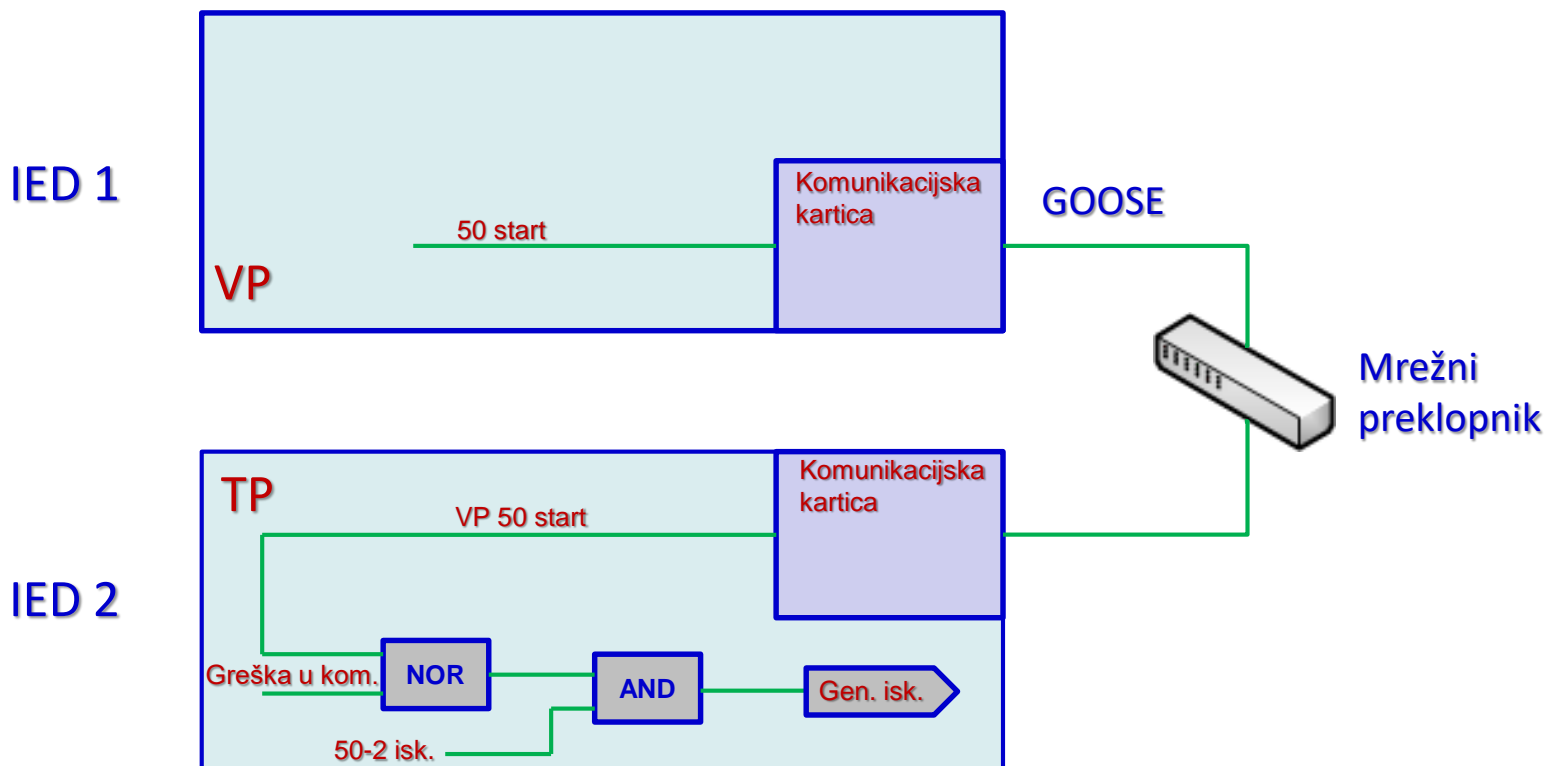 IED 1
50 start
VP
Komunikacijska
kartica
GOOSE
Mrežni
preklopnik
IED 2
TP
VP 50 start
Komunikacijska
kartica
Greška u kom.
NOR
AND
Gen. isk.
50-2 isk.